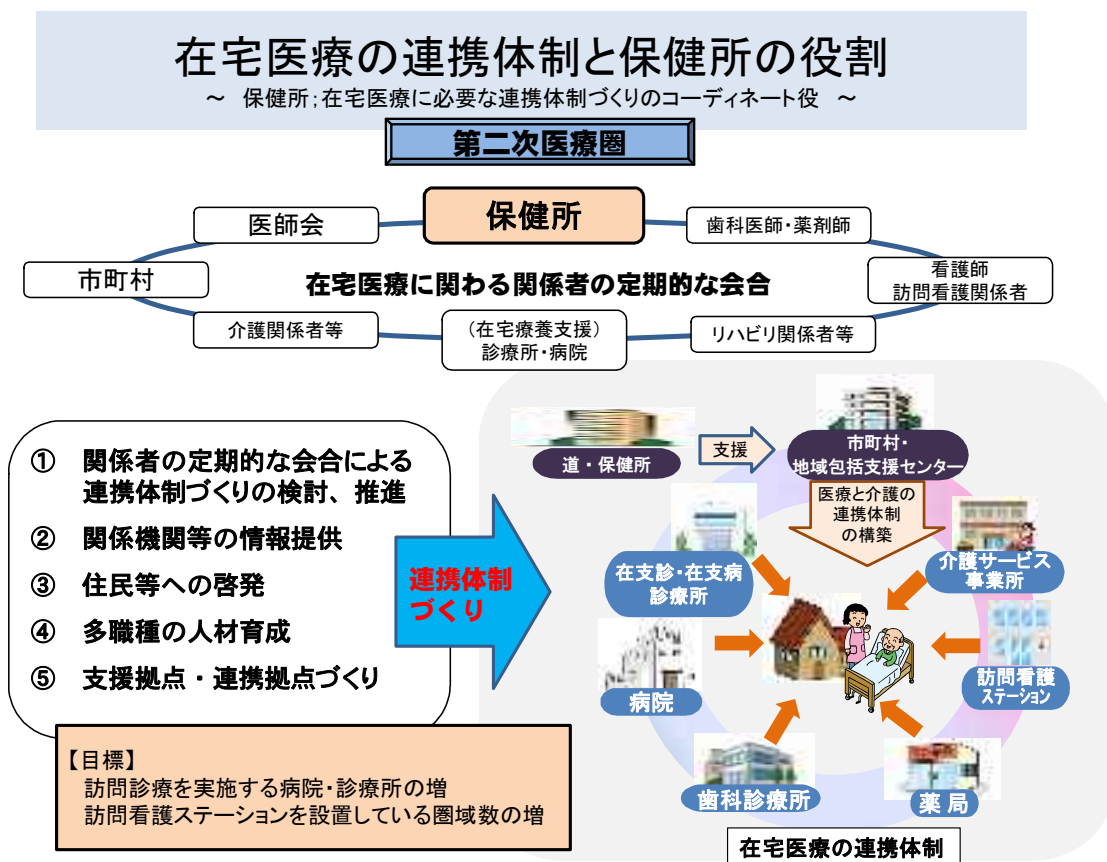 在宅医療の連携体制と保健所の役割
～ 保健所;在宅医療に必要な連携体制づくりのコーディネート役 ～
第二次医療圏
保健所
医師会
歯科医師・薬剤師
市町村
看護師
訪問看護関係者
在宅医療に関わる関係者の定期的な会合
介護関係者等
(在宅療養支援)
診療所・病院
リハビリ関係者等
① 関係者の定期的な会合による
連携体制づくりの検討、推進
② 関係機関等の情報提供
③ 住民等への啓発
④ 多職種の人材育成
⑤ 支援拠点・連携拠点づくり
連携体制
づくり
【目標】
訪問診療を実施する病院・診療所の増
訪問看護ステーションを設置している圏域数の増
道・保健所
支援
市町村・
地域包括支援センター
医療と介護の
連携体制
の構築
在支診・在支病
診療所
介護サービス
事業所
病院
訪問看護
ステーション
歯科診療所
薬局
在宅医療の連携体制